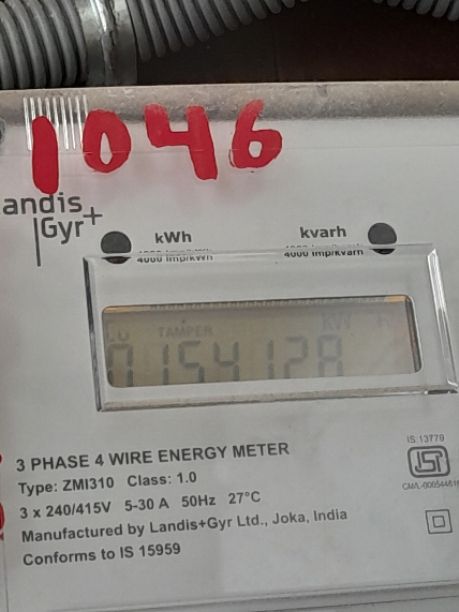 1046
Landis
Gyr+
kWh
kvarh
4000 imp/kWh
4000 imp/kvarh
TAMPER
kW h
0154128
3 PHASE 4 WIRE ENERGY METER
Type: ZMI310 Class: 1.0
3 x 240/415V 5-30 A 50Hz 27°C
Manufactured by Landis+Gyr Ltd., Joka, India
Conforms to IS 15959
IS 13779
ISI